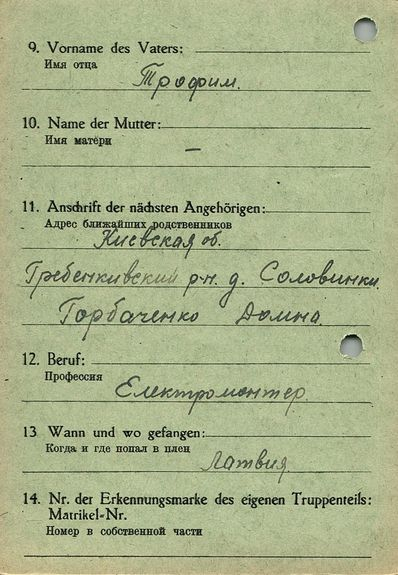 9. Vorname des Vaters:
Имя отца
Трофим.
10. Name der Mutter:
Имя матери
—
11. Anschrift der nächsten Angehörigen:
Адрес ближайших родственников
Киевская об.
Гребенкивский р-н. д. Соловинки
Горбаченко Домна.
12. Beruf:
Профессия
Електромонтер.
13 Wann und wo gefangen:
Когда и где попал в плен
Латвия
14. Nr. der Erkennungsmarke des eigenen Truppenteils:
Matrikel-Nr.
Номер в собственной части